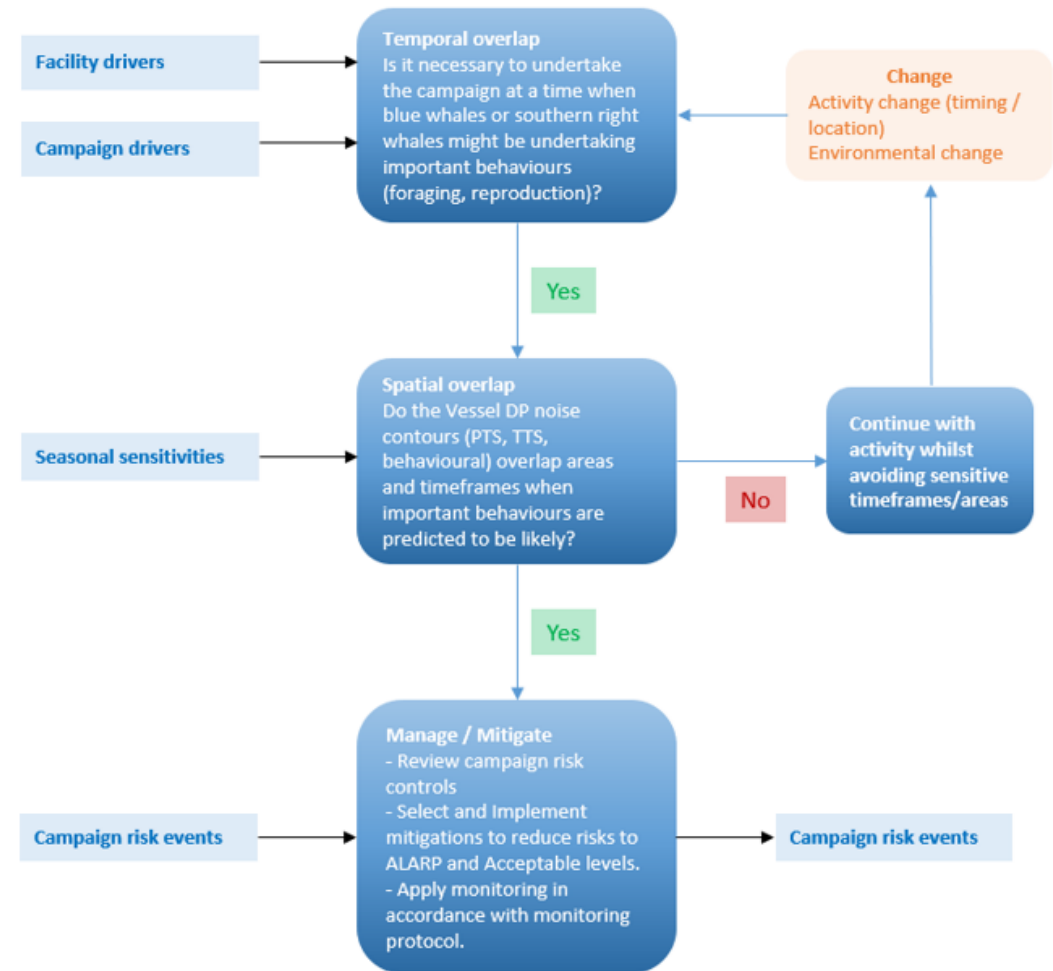 Facility drivers
Campaign drivers
Temporal overlap
Is it necessary to undertake
the campaign at a time when
blue whales or southern right
whales might be undertaking
important behaviours
(foraging, reproduction)?
Change
Activity change (timing /
location)
Environmental change
Yes
Seasonal sensitivities
Spatial overlap
Do the Vessel DP noise
contours (PTS, TTS,
behavioural) overlap areas
and timeframes when
important behaviours are
predicted to be likely?
No
Continue with
activity whilst
avoiding sensitive
timeframes/areas
Yes
Campaign risk events
Manage / Mitigate
- Review campaign risk
controls
- Select and Implement
mitigations to reduce risks to
ALARP and Acceptable levels.
- Apply monitoring in
accordance with monitoring
protocol.
Campaign risk events